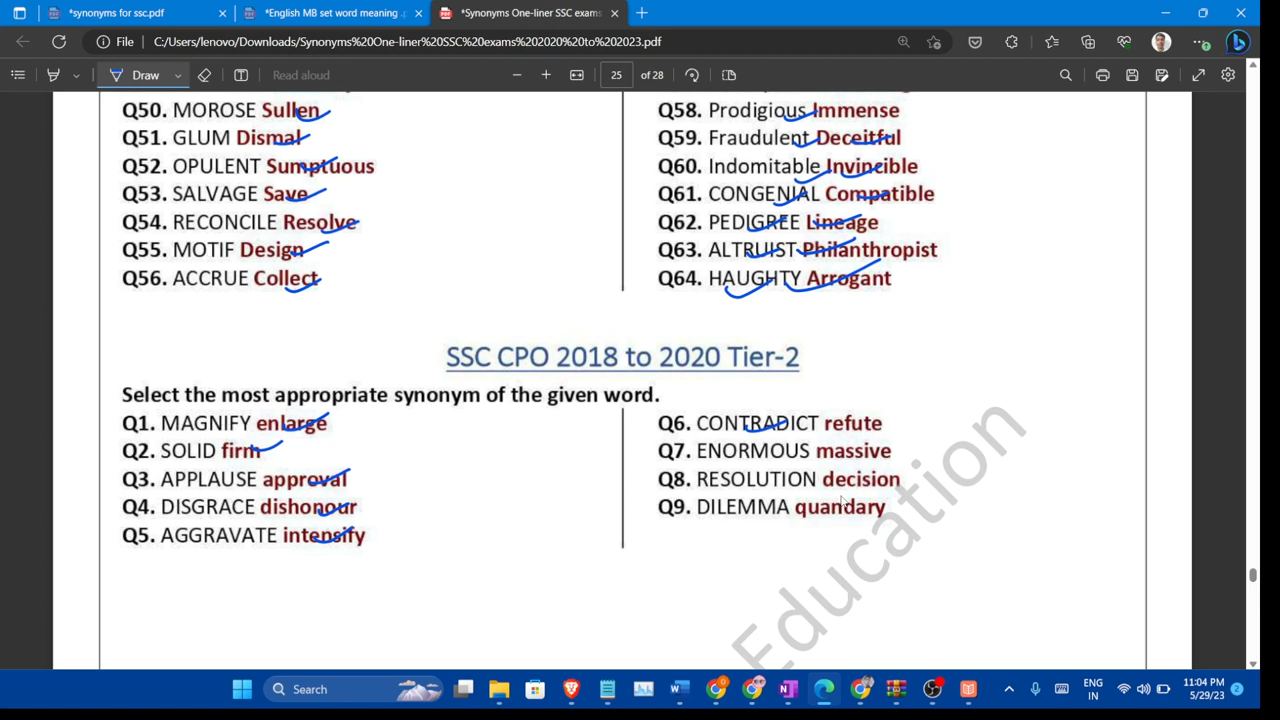 *synonyms for ssc.pdf
*English MB set word meaning .p
*Synonyms One-liner SSC exams
File
C:/Users/lenovo/Downloads/Synonyms%20One-liner%20SSC%20exams%202020%20to%202023.pdf
Draw
Read aloud
25 of 28
Q50. MOROSE Sullen
Q51. GLUM Dismal
Q52. OPULENT Sumptuous
Q53. SALVAGE Save
Q54. RECONCILE Resolve
Q55. MOTIF Design
Q56. ACCRUE Collect
Q58. Prodigious Immense
Q59. Fraudulent Deceitful
Q60. Indomitable Invincible
Q61. CONGENIAL Compatible
Q62. PEDIGREE Lineage
Q63. ALTRUIST Philanthropist
Q64. HAUGHTY Arrogant
SSC CPO 2018 to 2020 Tier-2
Select the most appropriate synonym of the given word.
Q1. MAGNIFY enlarge
Q2. SOLID firm
Q3. APPLAUSE approval
Q4. DISGRACE dishonour
Q5. AGGRAVATE intensify
Q6. CONTRADICT refute
Q7. ENORMOUS massive
Q8. RESOLUTION decision
Q9. DILEMMA quandary
Education
Search
ENG
IN
11:04 PM
5/29/23